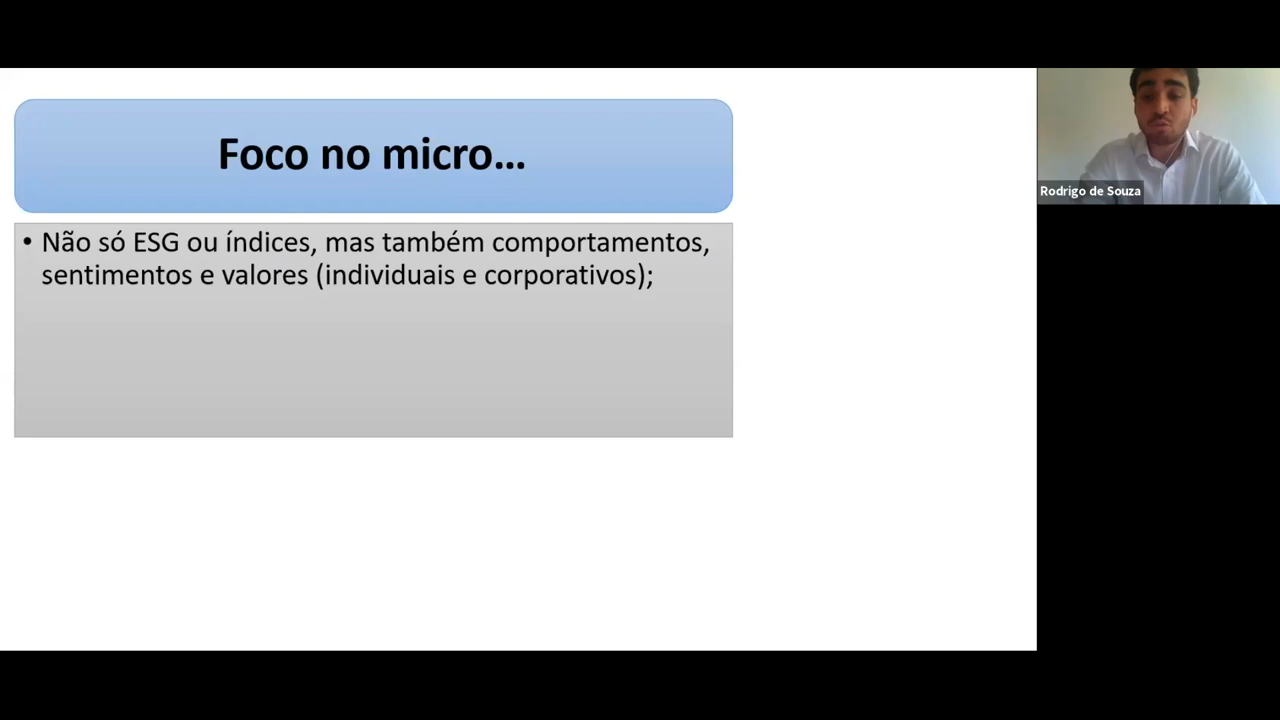 Foco no micro...
• Não só ESG ou índices, mas também comportamentos,
sentimentos e valores (individuais e corporativos);
Rodrigo de Souza